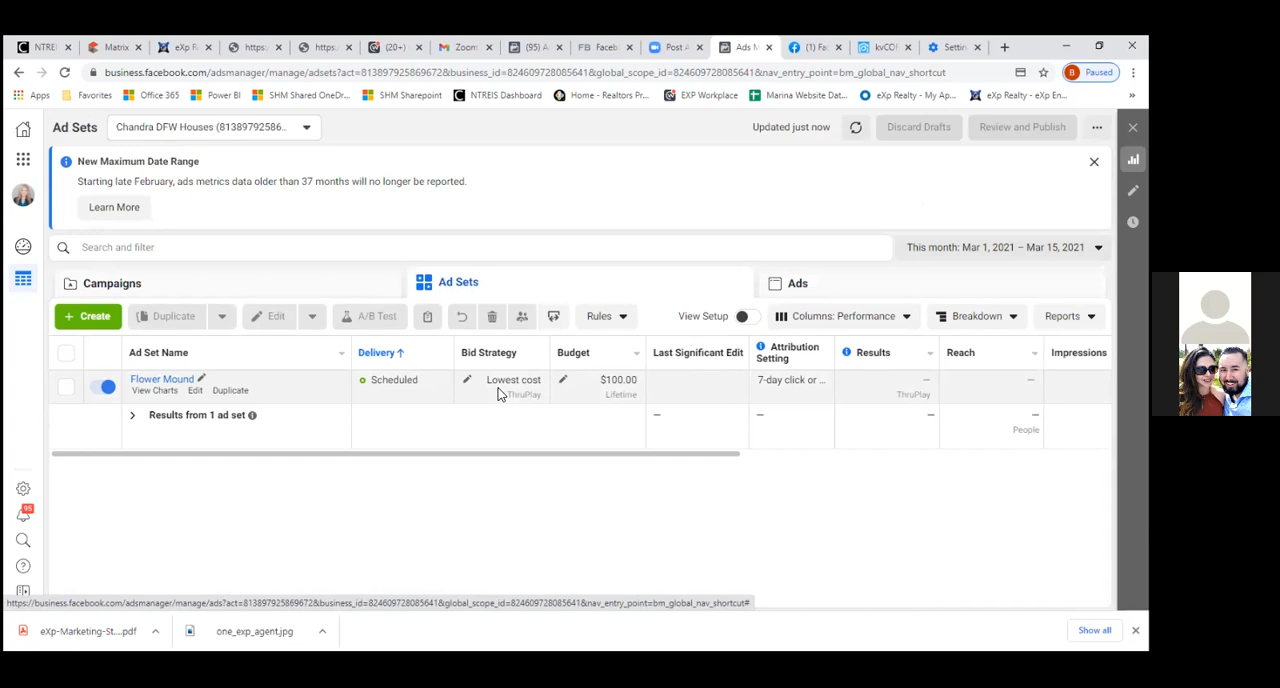 NTREI
Matrix
eXp R
https:
https:
(20+)
Zoom
(95) A
FB Faceb
Post A
Ads M
(1) Fa
kvCO
Settin
business.facebook.com/adsmanager/manage/adsets?act=813897925869672&business_id=824609728085641&global_scope_id=824609728085641&nav_entry_point=bm_global_nav_shortcut
B Paused
Apps
Favorites
Office 365
Power BI
SHM Shared OneDr...
SHM Sharepoint
NTREIS Dashboard
Home - Realtors Pr...
EXP Workplace
Marina Website Dat...
eXp Realty - My Ap...
eXp Realty - eXp En...
»
Ad Sets
Chandra DFW Houses (81389792586...
Updated just now
Discard Drafts
Review and Publish
New Maximum Date Range
Starting late February, ads metrics data older than 37 months will no longer be reported.
Learn More
Search and filter
This month: Mar 1, 2021 – Mar 15, 2021
Campaigns
Ad Sets
Ads
+ Create
Duplicate
Edit
A/B Test
Rules
View Setup
Columns: Performance
Breakdown
Reports
Ad Set Name
Delivery ↑
Bid Strategy
Budget
Last Significant Edit
Attribution Setting
Results
Reach
Impressions
Flower Mound
View Charts Edit Duplicate
Scheduled
Lowest cost
ThruPlay
$100.00
Lifetime
7-day click or ...
—
ThruPlay
—
Results from 1 ad set
—
—
—
—
People
95
https://business.facebook.com/adsmanager/manage/ads?act=813897925869672&business_id=824609728085641&global_scope_id=824609728085641&nav_entry_point=bm_global_nav_shortcut#
eXp-Marketing-St....pdf
one_exp_agent.jpg
Show all